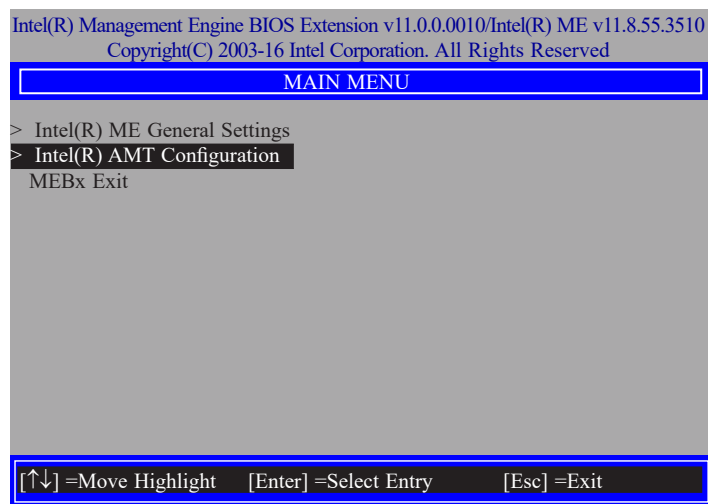 Intel(R) Management Engine BIOS Extension v11.0.0.0010/Intel(R) ME v11.8.55.3510
Copyright(C) 2003-16 Intel Corporation. All Rights Reserved
MAIN MENU
> Intel(R) ME General Settings
> Intel(R) AMT Configuration
MEBx Exit
[↑↓] =Move Highlight [Enter] =Select Entry [Esc] =Exit